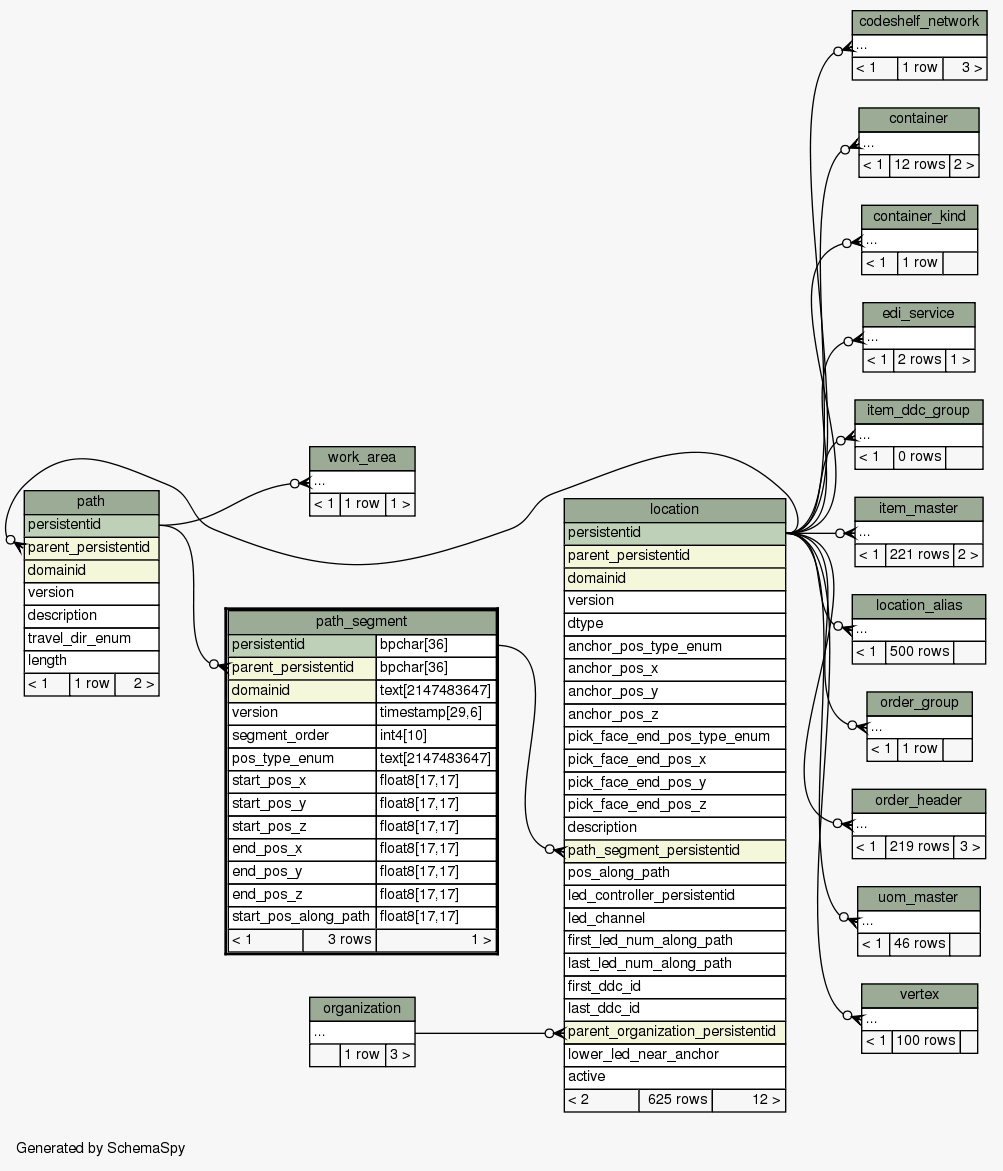 codeshelf_network
...
< 1 1 row 3 >
container
...
< 1 12 rows 2 >
container_kind
...
< 1 1 row
edi_service
...
< 1 2 rows 1 >
item_ddc_group
...
< 1 0 rows
item_master
...
< 1 221 rows 2 >
location_alias
...
< 1 500 rows
order_group
...
< 1 1 row
order_header
...
< 1 219 rows 3 >
uom_master
...
< 1 46 rows
vertex
...
< 1 100 rows
work_area
...
< 1 1 row 1 >
path
persistentid
parent_persistentid
domainid
version
description
travel_dir_enum
length
< 1 1 row 2 >
path_segment
persistentid bpchar[36]
parent_persistentid bpchar[36]
domainid text[2147483647]
version timestamp[29,6]
segment_order int4[10]
pos_type_enum text[2147483647]
start_pos_x float8[17,17]
start_pos_y float8[17,17]
start_pos_z float8[17,17]
end_pos_x float8[17,17]
end_pos_y float8[17,17]
end_pos_z float8[17,17]
start_pos_along_path float8[17,17]
< 1 3 rows 1 >
location
persistentid
parent_persistentid
domainid
version
dtype
anchor_pos_type_enum
anchor_pos_x
anchor_pos_y
anchor_pos_z
pick_face_end_pos_type_enum
pick_face_end_pos_x
pick_face_end_pos_y
pick_face_end_pos_z
description
path_segment_persistentid
pos_along_path
led_controller_persistentid
led_channel
first_led_num_along_path
last_led_num_along_path
first_ddc_id
last_ddc_id
parent_organization_persistentid
lower_led_near_anchor
active
< 2 625 rows 12 >
organization
...
1 row 3 >
Generated by SchemaSpy